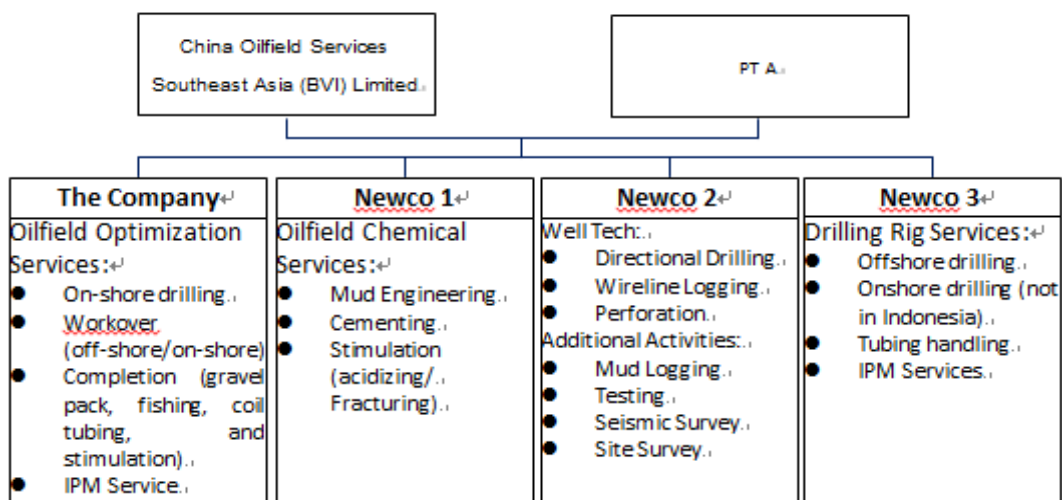 China Oilfield Services
Southeast Asia (BVI) Limited
PT A
The Company
Oilfield Optimization
Services:
● On-shore drilling
● Workover
(off-shore/on-shore)
● Completion (gravel
pack, fishing, coil
tubing, and
stimulation)
● IPM Service
Newco 1
Oilfield Chemical
Services:
● Mud Engineering
● Cementing
● Stimulation
(acidizing/
Fracturing)
Newco 2
Well Tech:
● Directional Drilling
● Wireline Logging
● Perforation
Additional Activities:
● Mud Logging
● Testing
● Seismic Survey
● Site Survey
Newco 3
Drilling Rig Services:
● Offshore drilling
● Onshore drilling (not
in Indonesia)
● Tubing handling
● IPM Services